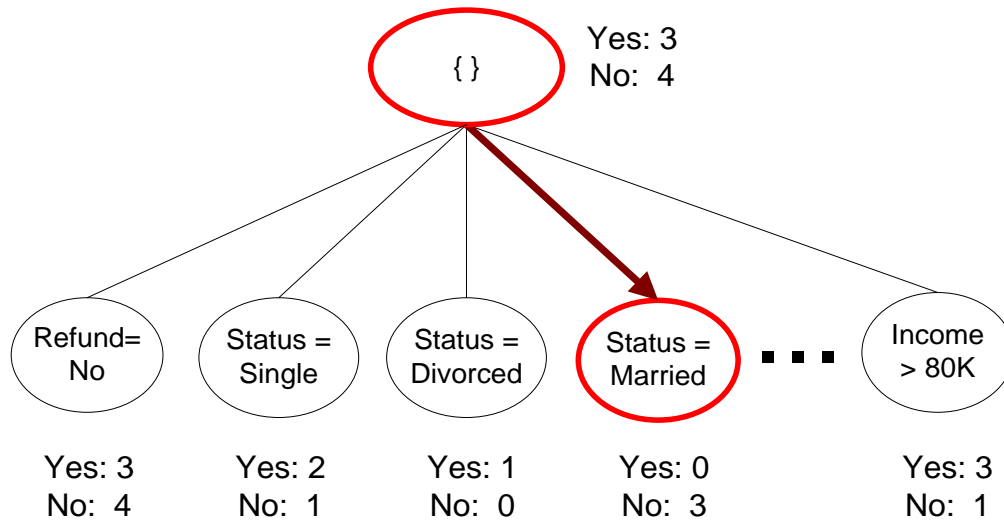 { }
Yes: 3
No: 4
Refund=
No
Status =
Single
Status =
Divorced
Status =
Married
Income
> 80K
Yes: 3
No: 4
Yes: 2
No: 1
Yes: 1
No: 0
Yes: 0
No: 3
Yes: 3
No: 1